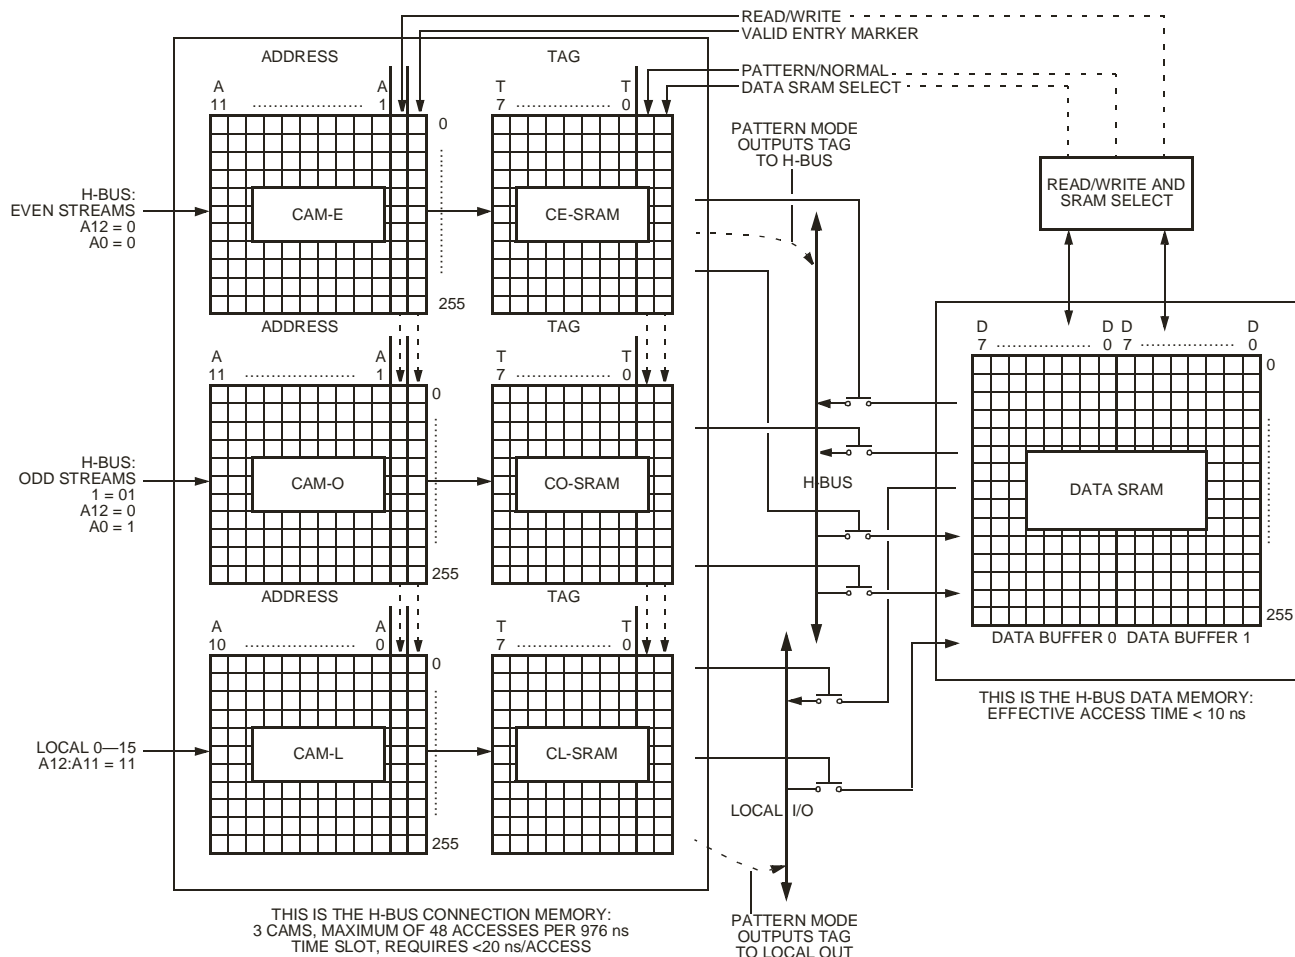 READ/WRITE
VALID ENTRY MARKER
PATTERN/NORMAL
DATA SRAM SELECT
ADDRESS
TAG
A
11 ..................... A
1
T
7 ..................... T
0
0
255
H-BUS:
EVEN STREAMS
A12 = 0
A0 = 0
CAM-E
CE-SRAM
PATTERN MODE
OUTPUTS TAG
TO H-BUS
READ/WRITE AND
SRAM SELECT
ADDRESS
TAG
A
11 ..................... A
1
T
7 ..................... T
0
0
255
H-BUS:
ODD STREAMS
1 = 01
A12 = 0
A0 = 1
CAM-O
CO-SRAM
H-BUS
D
7 ..................... D
0
D
7 ..................... D
0
0
255
DATA SRAM
DATA BUFFER 0
DATA BUFFER 1
THIS IS THE H-BUS DATA MEMORY:
EFFECTIVE ACCESS TIME < 10 ns
ADDRESS
TAG
A
10 ..................... A
0
T
7 ..................... T
0
0
255
LOCAL 0—15
A12:A11 = 11
CAM-L
CL-SRAM
LOCAL I/O
PATTERN MODE
OUTPUTS TAG
TO LOCAL OUT
THIS IS THE H-BUS CONNECTION MEMORY:
3 CAMS, MAXIMUM OF 48 ACCESSES PER 976 ns
TIME SLOT, REQUIRES <20 ns/ACCESS